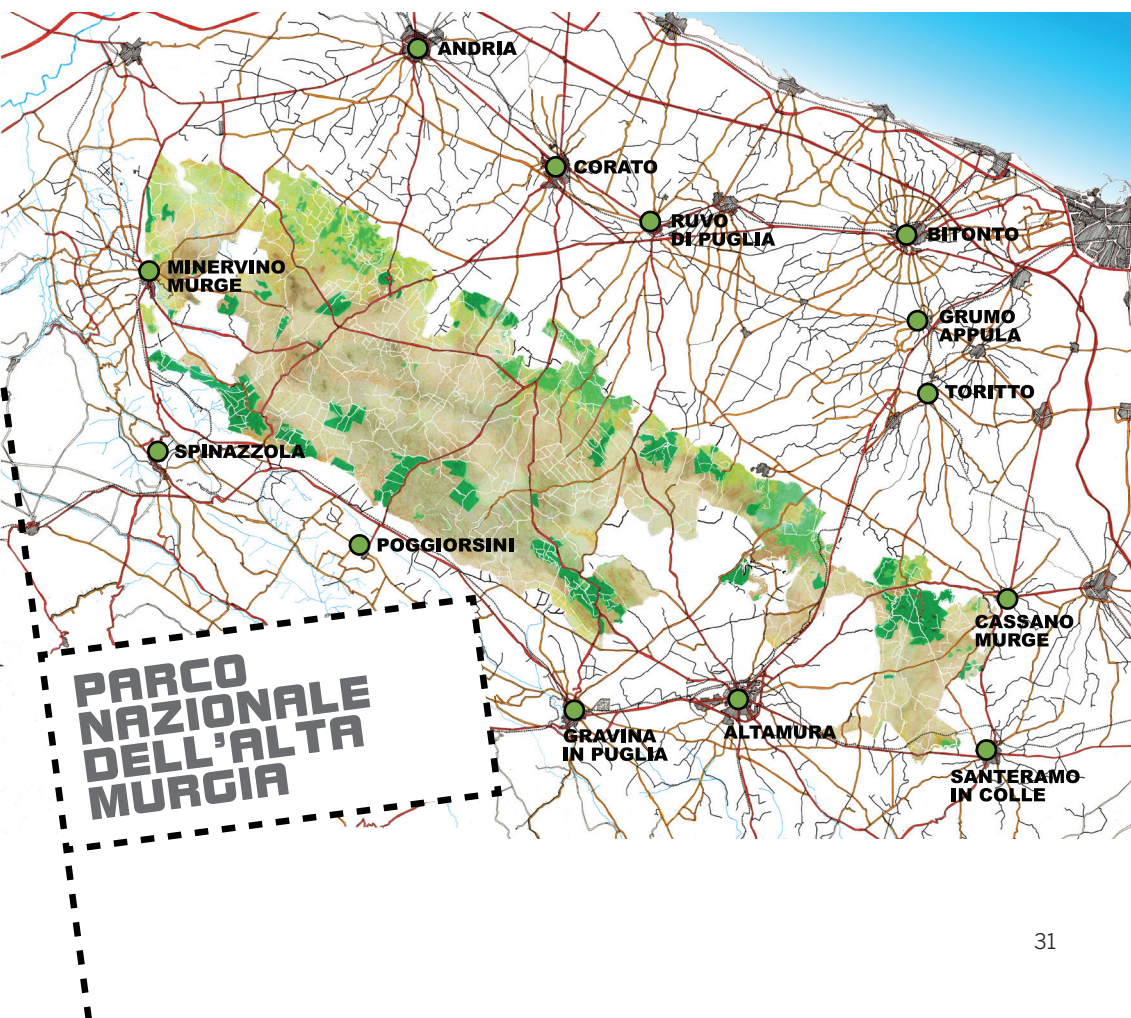 ANDRIA
CORATO
RUVO
DI PUGLIA
BITONTO
MINERVINO
MURGE
GRUMO
APPULA
TORITTO
SPINAZZOLA
POGGIORSINI
CASSANO
MURGE
PARCO
NAZIONALE
DELL'ALTA
MURGIA
GRAVINA
IN PUGLIA
ALTAMURA
SANTERAMO
IN COLLE
31